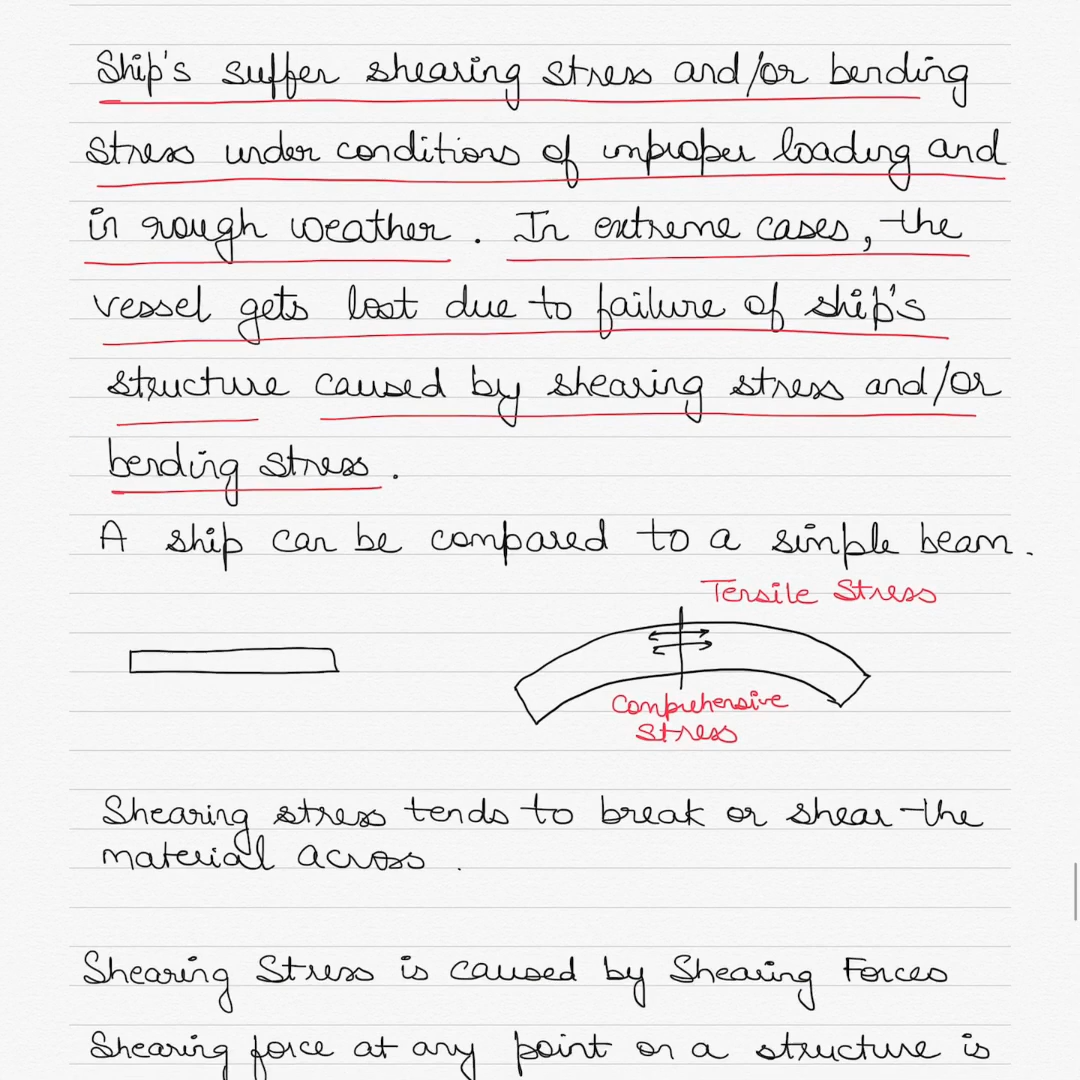 Ship's suffer shearing stress and/or bending
stress under conditions of improper loading and
in rough weather. In extreme cases, the
vessel gets lost due to failure of ship's
structure caused by shearing stress and/or
bending stress.
A ship can be compared to a simple beam.
Tensile Stress
Comprehensive
Stress
Shearing stress tends to break or shear the
material across.
Shearing Stress is caused by Shearing Forces
Shearing force at any point on a structure is